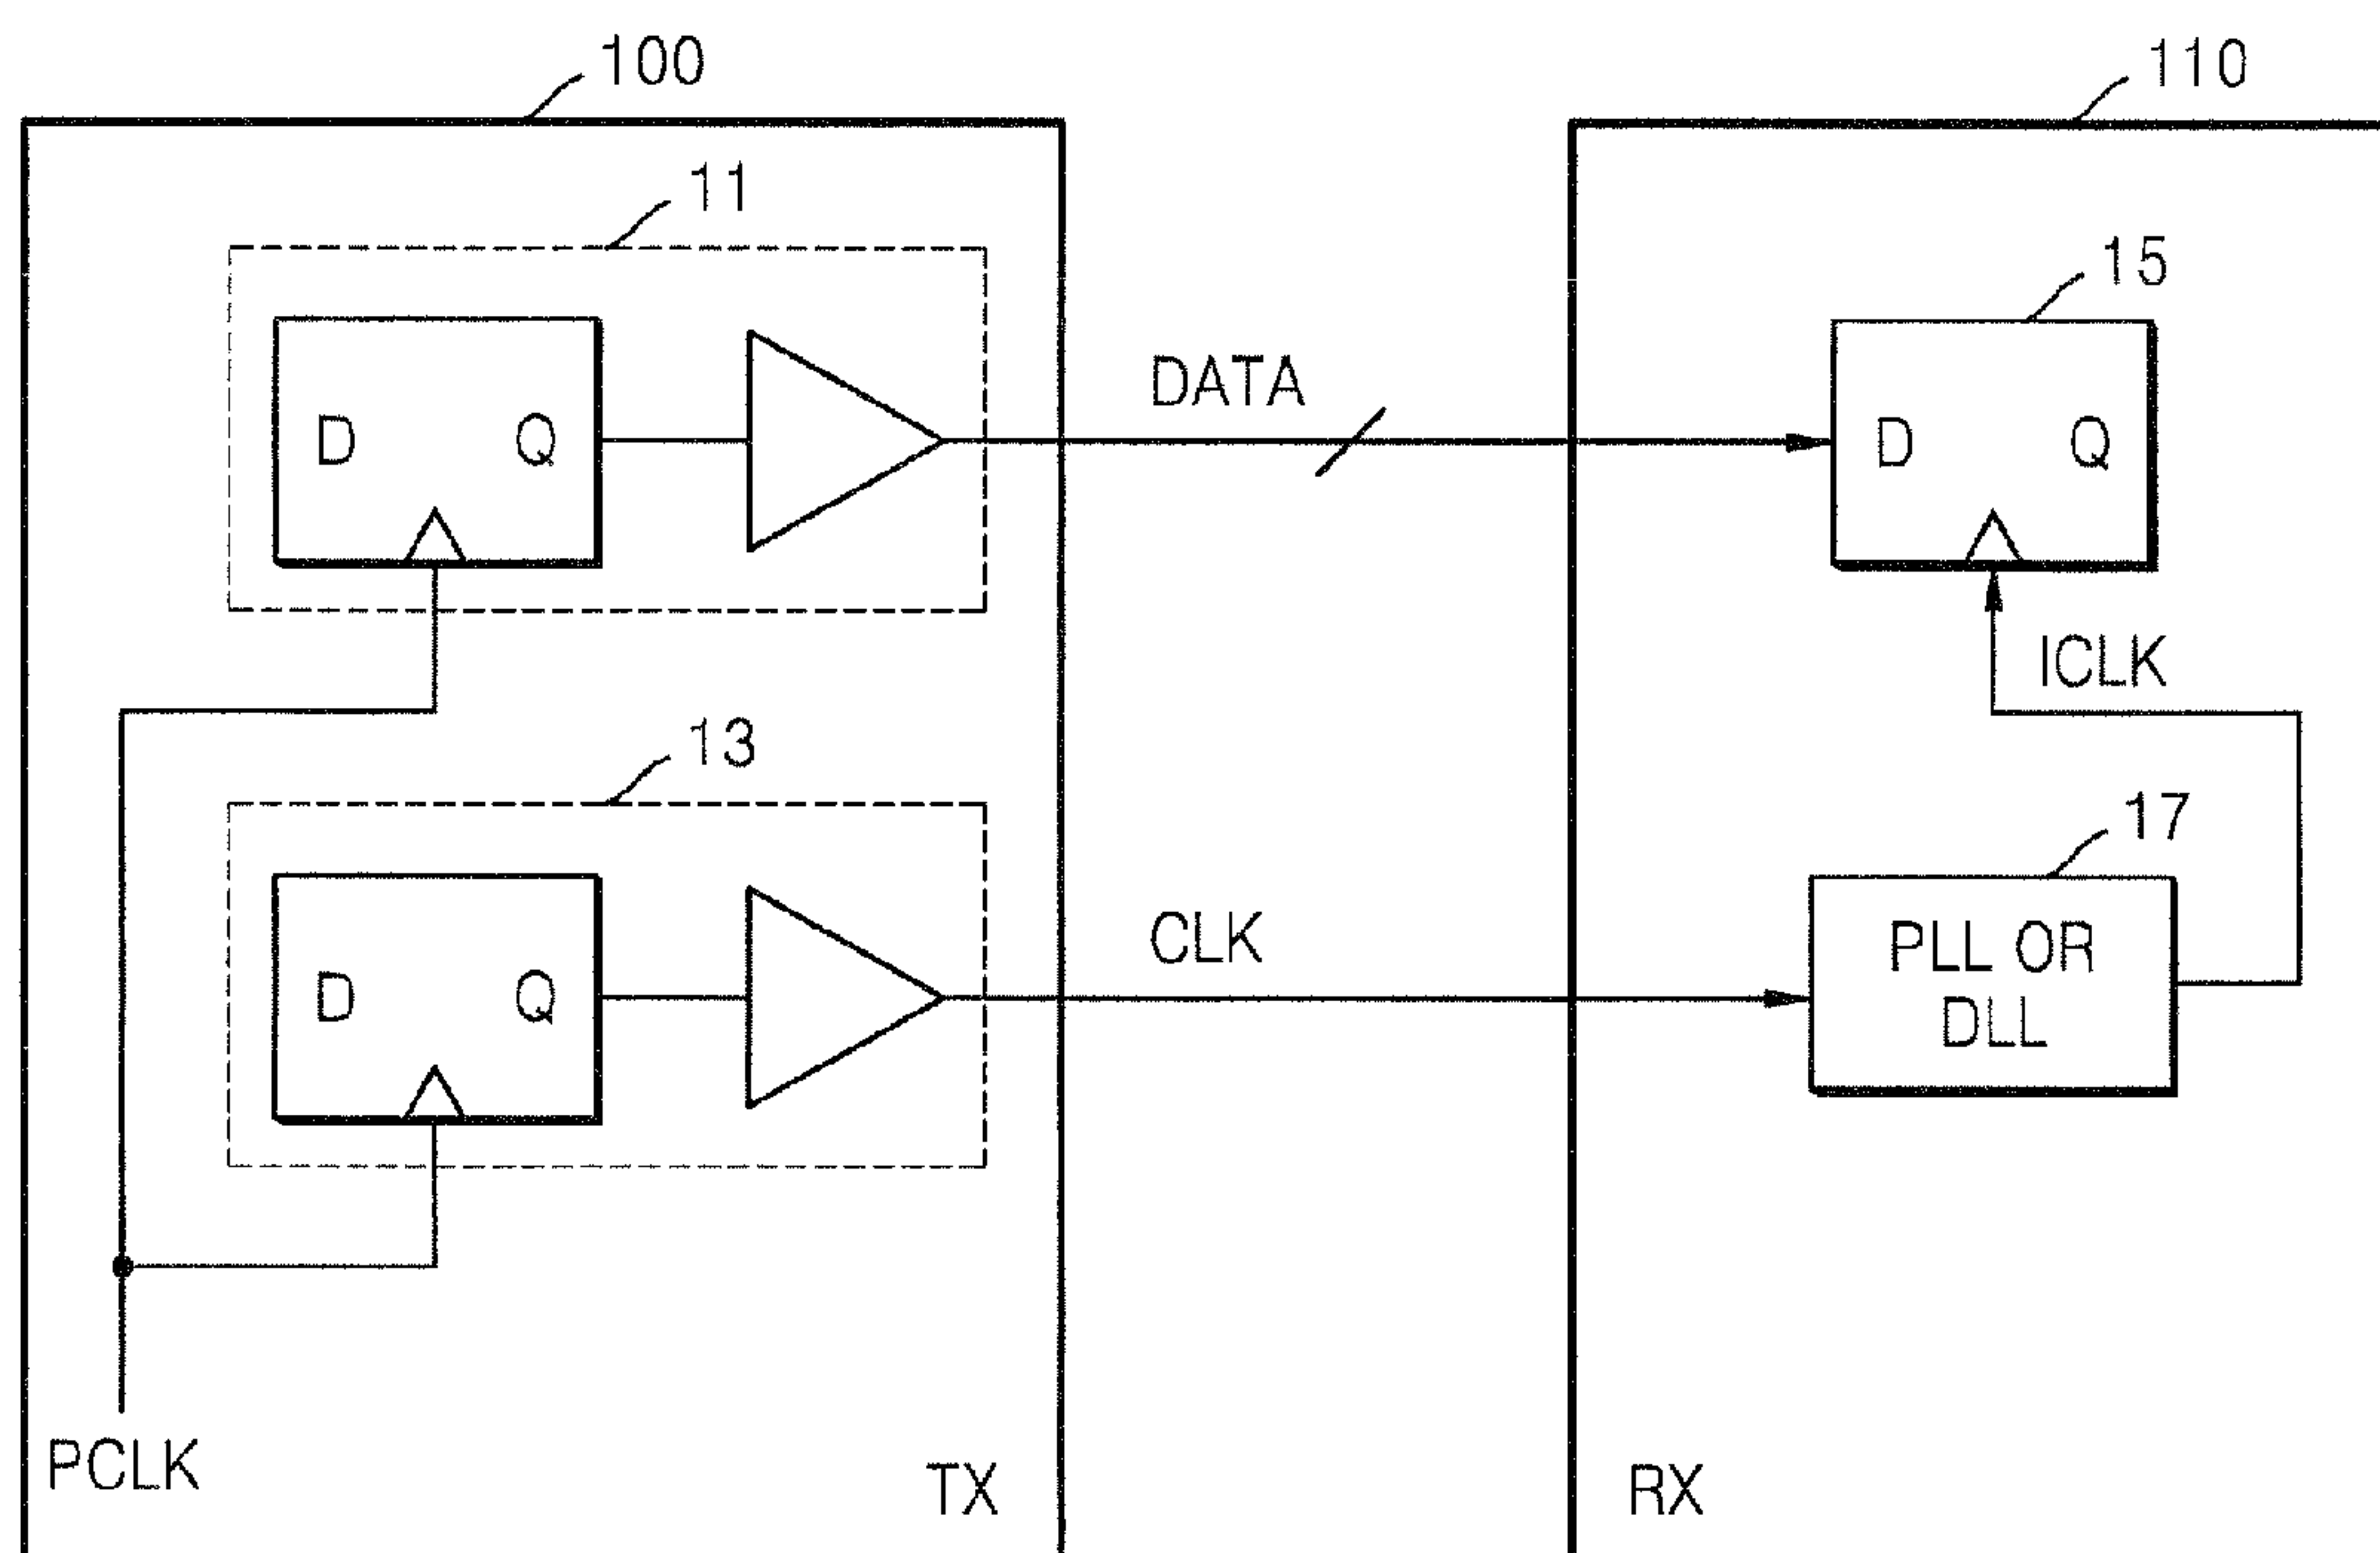 100
110
11
15
D Q
DATA
D Q
ICLK
13
17
D Q
CLK
PLL OR
DLL
PCLK
TX
RX